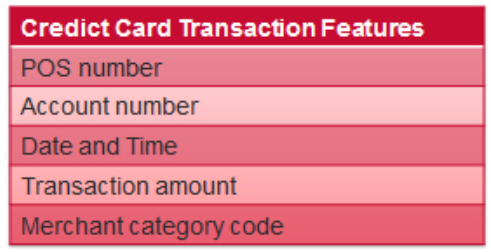 Credict Card Transaction Features
POS number
Account number
Date and Time
Transaction amount
Merchant category code